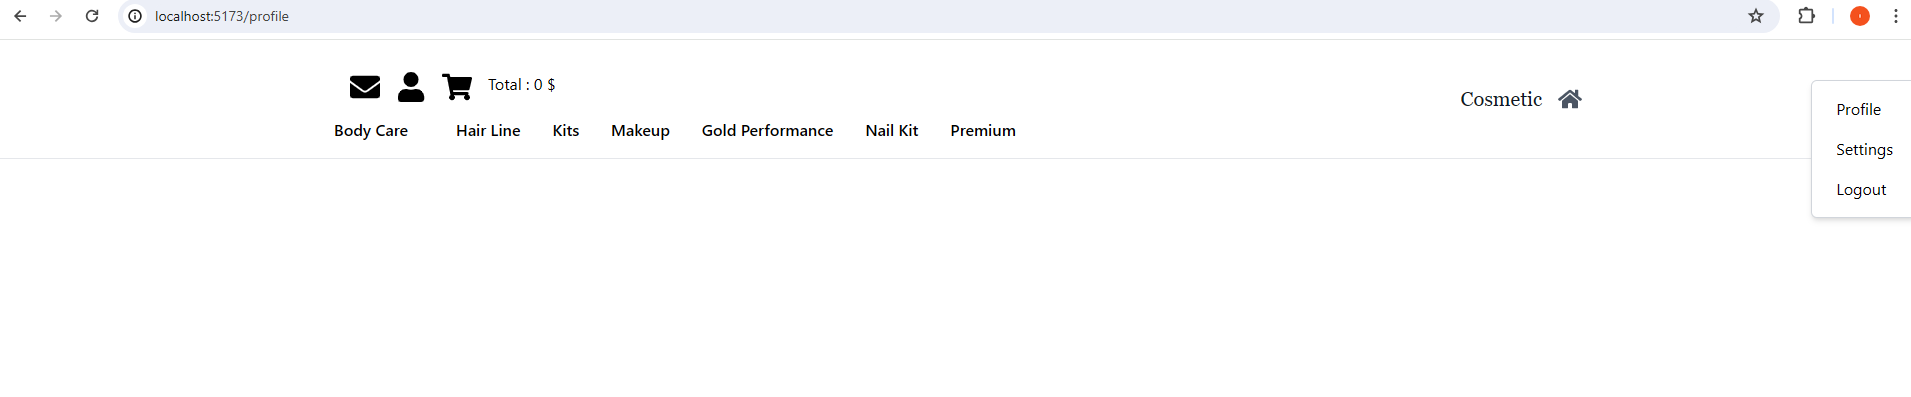 localhost:5173/profile
Total : 0 $
Cosmetic
Body Care Hair Line Kits Makeup Gold Performance Nail Kit Premium
Profile
Settings
Logout